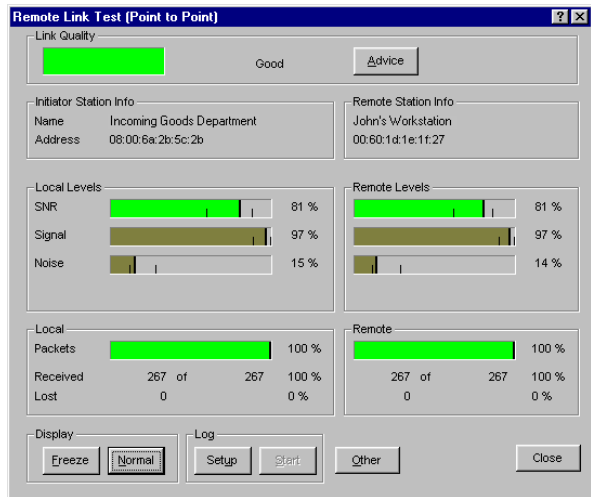 Remote Link Test (Point to Point)
Link Quality
Good
Advice
Initiator Station Info
Name Incoming Goods Department
Address 08:00:6a:2b:5c:2b
Remote Station Info
John's Workstation
00:60:1d:1e:1f:27
Local Levels
SNR 81 %
Signal 97 %
Noise 15 %
Remote Levels
81 %
97 %
14 %
Local
Packets 100 %
Received 267 of 267 100 %
Lost 0 0 %
Remote
100 %
267 of 267 100 %
0 0 %
Display
Freeze Normal
Log
Setup Start
Other
Close